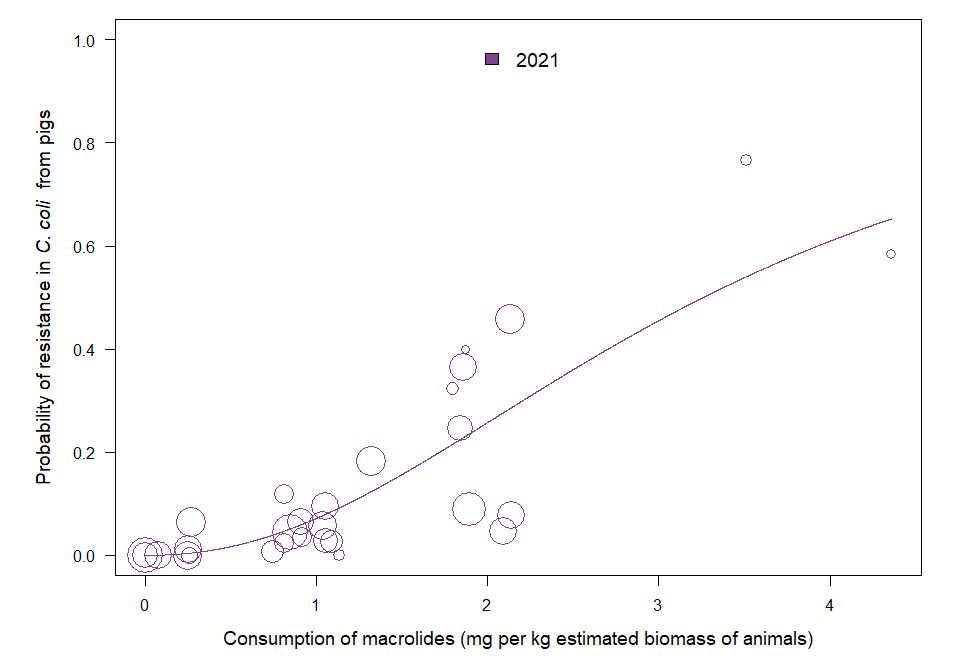 2021
Probability of resistance in C. coli from pigs
1.0
0.8
0.6
0.4
0.2
0.0
0 1 2 3 4
Consumption of macrolides (mg per kg estimated biomass of animals)